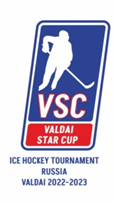 VSC
VALDAI
STAR CUP
ICE HOCKEY TOURNAMENT
RUSSIA
VALDAI 2022-2023